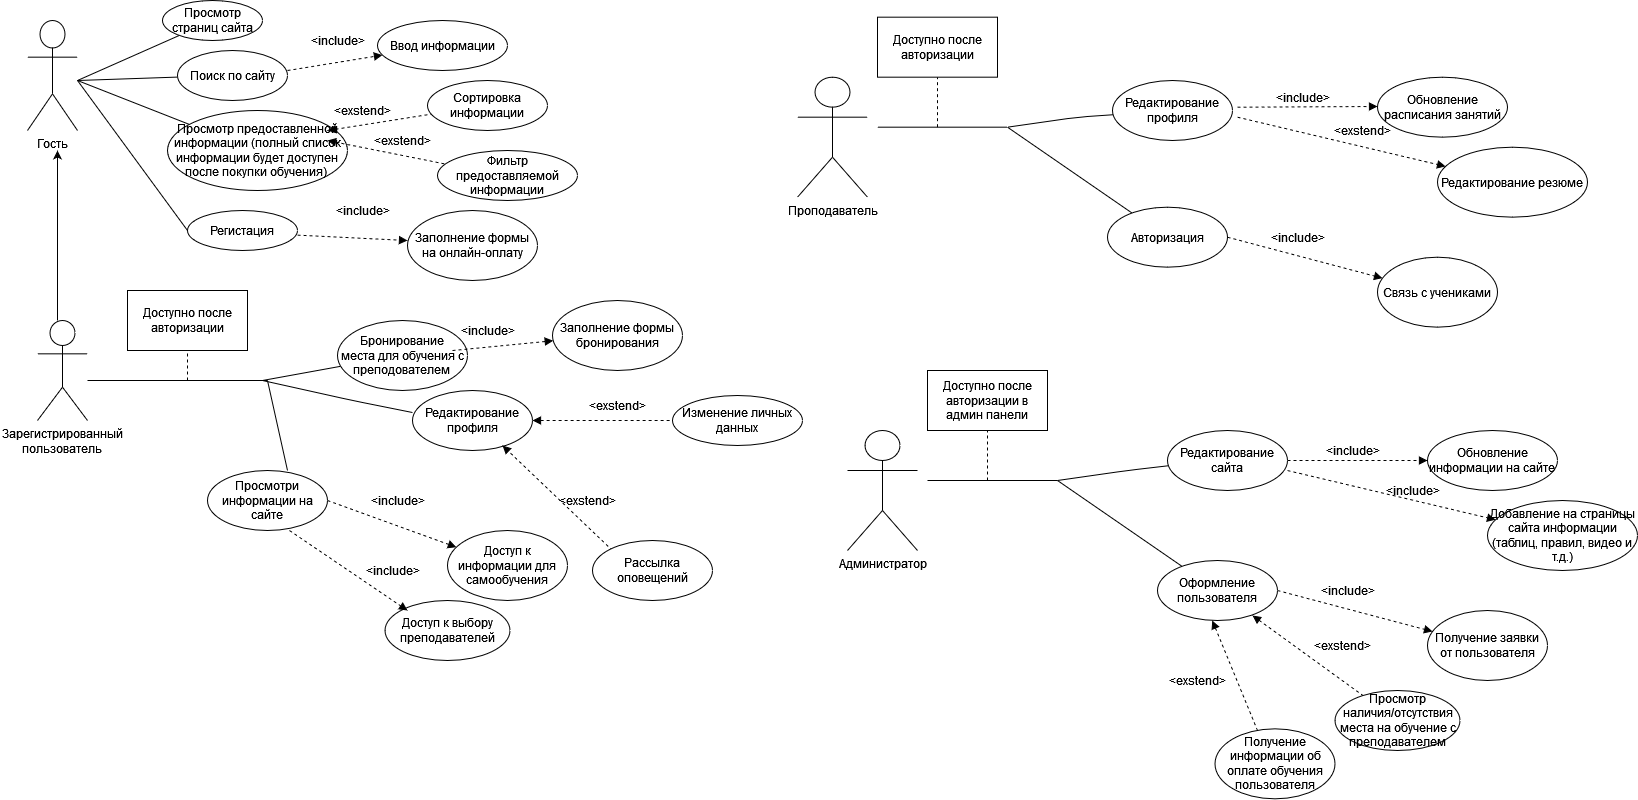 Просмотр
страниц сайта
<include>
Ввод информации
Поиск по сайту
Сортировка
информации
<exstend>
Просмотр предоставленной
информации (полный список
информации будет доступен
после покупки обучения)
<exstend>
Фильтр
предоставляемой
информации
Гость
<include>
Регистация
Заполнение формы
на онлайн-оплату
Доступно после
авторизации
Бронирование
места для обучения с
преподователем
<include>
Заполнение формы
бронирования
Редактирование
профиля
<exstend>
Изменение личных
данных
Зарегистрированный
пользователь
Просмотри
информации на
сайте
<include>
<exstend>
Доступ к
информации для
самообучения
Рассылка
оповещений
<include>
Доступ к выбору
преподавателей
Доступно после
авторизации
Редактирование
профиля
<include>
Обновление
расписания занятий
<exstend>
Редактирование резюме
Проподаватель
Авторизация
<include>
Связь с учениками
Доступно после
авторизации в
админ панели
Редактирование
сайта
<include>
Обновление
информации на сайте
<include>
Добавление на страницы
сайта информации
(таблиц, правил, видео и
т.д.)
Администратор
Оформление
пользователя
<include>
Получение заявки
от пользователя
<exstend>
<exstend>
Просмотр
наличия/отсутствия
места на обучение с
преподавателем
Получение
информации об
оплате обучения
пользователя